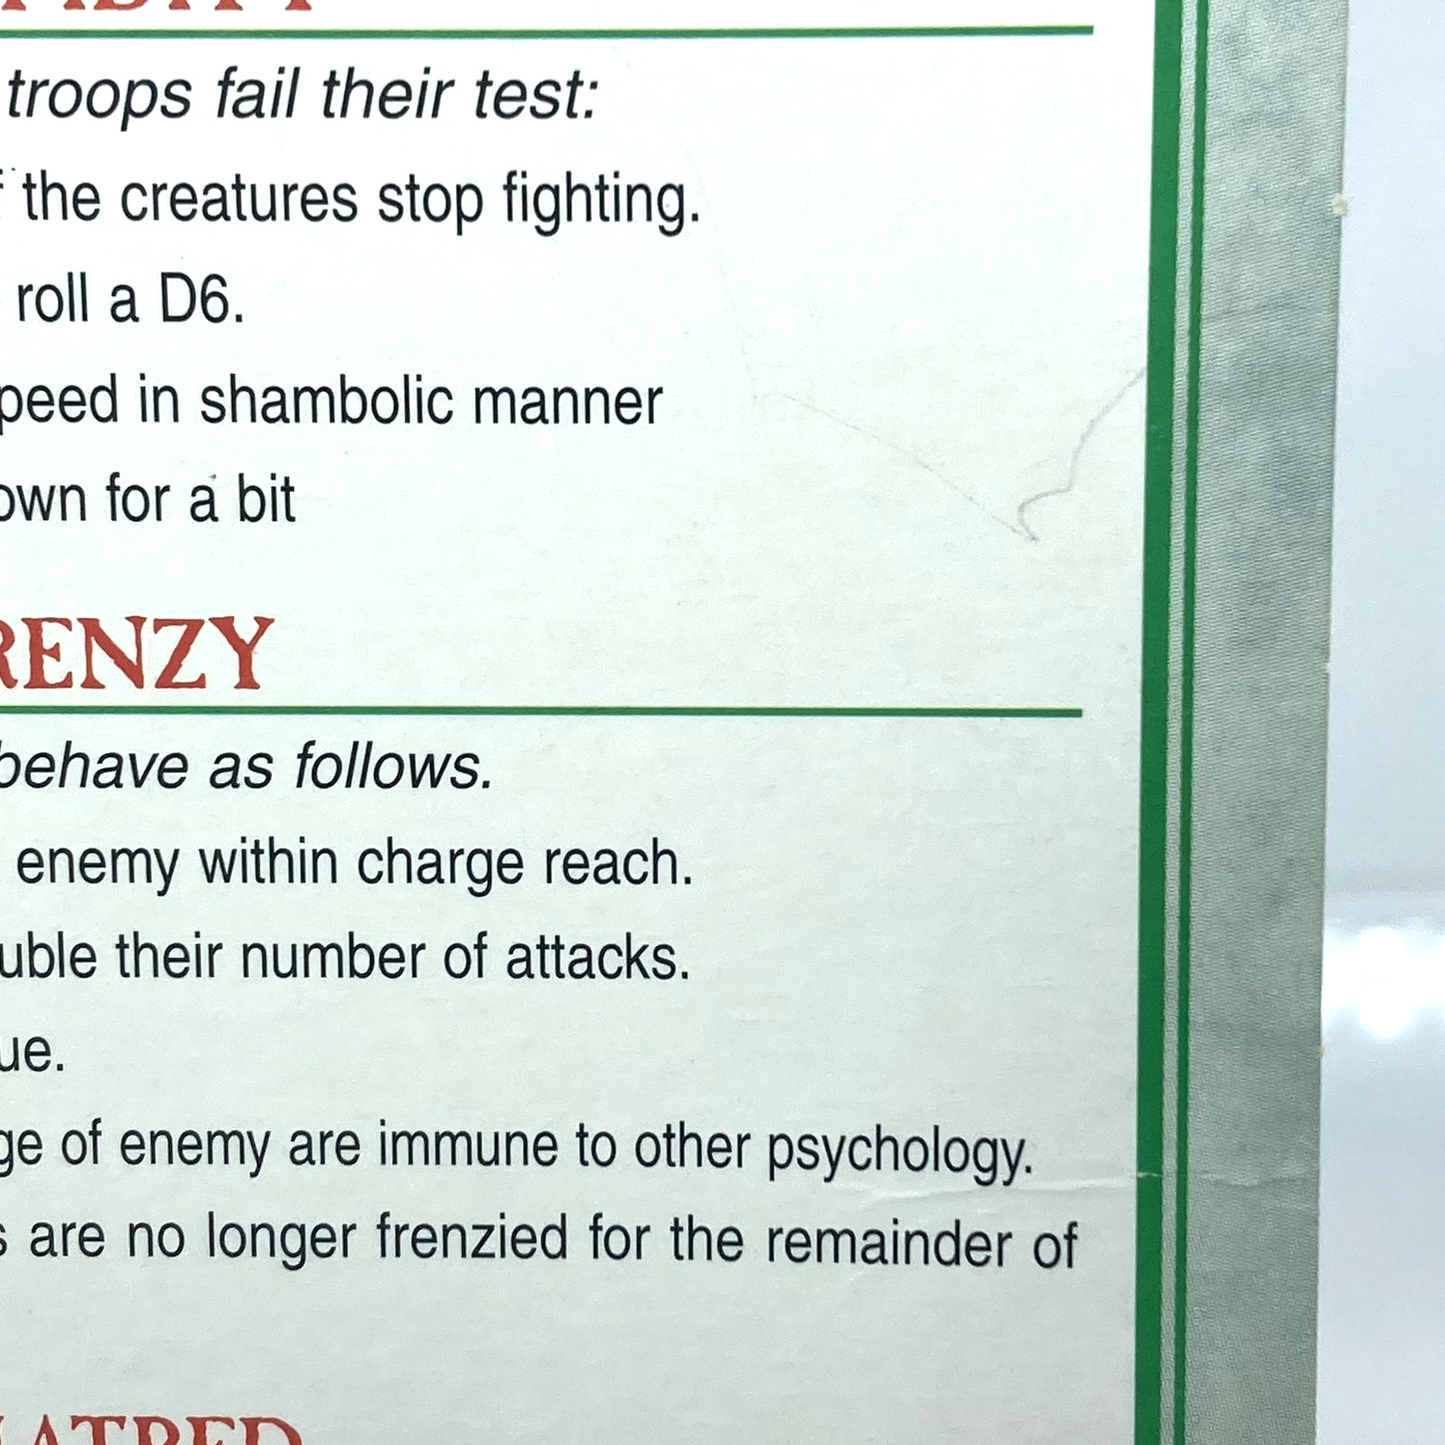 troops fail their test:
the creatures stop fighting.
roll a D6.
peed in shambolic manner
own for a bit
RENZY
behave as follows.
enemy within charge reach.
uble their number of attacks.
ue.
ge of enemy are immune to other psychology.
s are no longer frenzied for the remainder of
HATRED